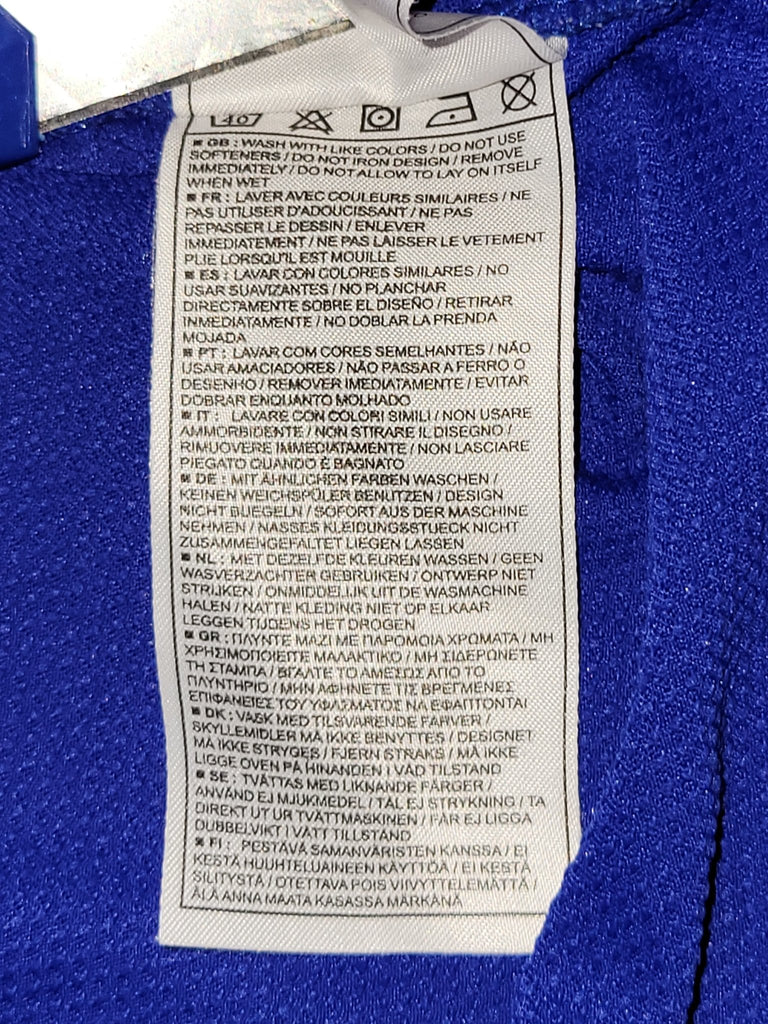 40
■ GB : WASH WITH LIKE COLORS / DO NOT USE
SOFTENERS / DO NOT IRON DESIGN / REMOVE
IMMEDIATELY / DO NOT ALLOW TO LAY ON ITSELF
WHEN WET
■ FR : LAVER AVEC COULEURS SIMILAIRES / NE
PAS UTILISER D'ADOUCISSANT / NE PAS
REPASSER LE DESSIN / ENLEVER
IMMEDIATEMENT / NE PAS LAISSER LE VETEMENT
PLIE LORSQU'IL EST MOUILLE
■ ES : LAVAR CON COLORES SIMILARES / NO
USAR SUAVIZANTES / NO PLANCHAR
DIRECTAMENTE SOBRE EL DISEÑO / RETIRAR
INMEDIATAMENTE / NO DOBLAR LA PRENDA
MOJADA
■ PT : LAVAR COM CORES SEMELHANTES / NÃO
USAR AMACIADORES / NÃO PASSAR A FERRO O
DESENHO / REMOVER IMEDIATAMENTE / EVITAR
DOBRAR ENQUANTO MOLHADO
■ IT : LAVARE CON COLORI SIMILI / NON USARE
AMMORBIDENTE / NON STIRARE IL DISEGNO /
RIMUOVERE IMMEDIATAMENTE / NON LASCIARE
PIEGATO QUANDO È BAGNATO
■ DE : MIT ÄHNLICHEN FARBEN WASCHEN /
KEINEN WEICHSPÜLER BENUTZEN / DESIGN
NICHT BUEGELN / SOFORT AUS DER MASCHINE
NEHMEN / NASSES KLEIDUNGSSTUECK NICHT
ZUSAMMENGEFALTET LIEGEN LASSEN
■ NL : MET DEZELFDE KLEUREN WASSEN / GEEN
WASVERZACHTER GEBRUIKEN / ONTWERP NIET
STRIJKEN / ONMIDDELLIJK UIT DE WASMACHINE
HALEN / NATTE KLEDING NIET OP ELKAAR
LEGGEN TIJDENS HET DROGEN
■ GR : ΠΛΥΝΤΕ ΜΑΖΙ ΜΕ ΠΑΡΟΜΟΙΑ ΧΡΩΜΑΤΑ / ΜΗ
ΧΡΗΣΙΜΟΠΟΙΕΙΤΕ ΜΑΛΑΚΤΙΚΟ / ΜΗ ΣΙΔΕΡΩΝΕΤΕ
ΤΗ ΣΤΑΜΠΑ / ΒΓΑΛΤΕ ΤΟ ΑΜΕΣΩΣ ΑΠΟ ΤΟ
ΠΛΥΝΤΗΡΙΟ / ΜΗΝ ΑΦΗΝΕΤΕ ΤΙΣ ΒΡΕΓΜΕΝΕΣ
ΕΠΙΦΑΝΕΙΕΣ ΤΟΥ ΥΦΑΣΜΑΤΟΣ ΝΑ ΕΦΑΠΤΟΝΤΑΙ
■ DK : VASK MED TILSVARENDE FARVER /
SKYLLEMIDLER MÅ IKKE BENYTTES / DESIGNET
MÅ IKKE STRYGES / FJERN STRAKS / MÅ IKKE
LIGGE OVEN PÅ HINANDEN I VÅD TILSTAND
■ SE : TVÄTTAS MED LIKNANDE FÄRGER /
ANVÄND EJ MJUKMEDEL / TÅL EJ STRYKNING / TA
DIREKT UT UR TVÄTTMASKINEN / FÅR EJ LIGGA
DUBBELVIKT I VÅTT TILLSTÅND
■ FI : PESTÄVÄ SAMANVÄRISTEN KANSSA / EI
KESTÄ HUUHTELUAINEEN KÄYTTÖÄ / EI KESTÄ
SILITYSTÄ / OTETTAVA POIS VIIVYTTELEMÄTTÄ /
ÄLÄ ANNA MAATA KASASSA MÄRKÄNÄ